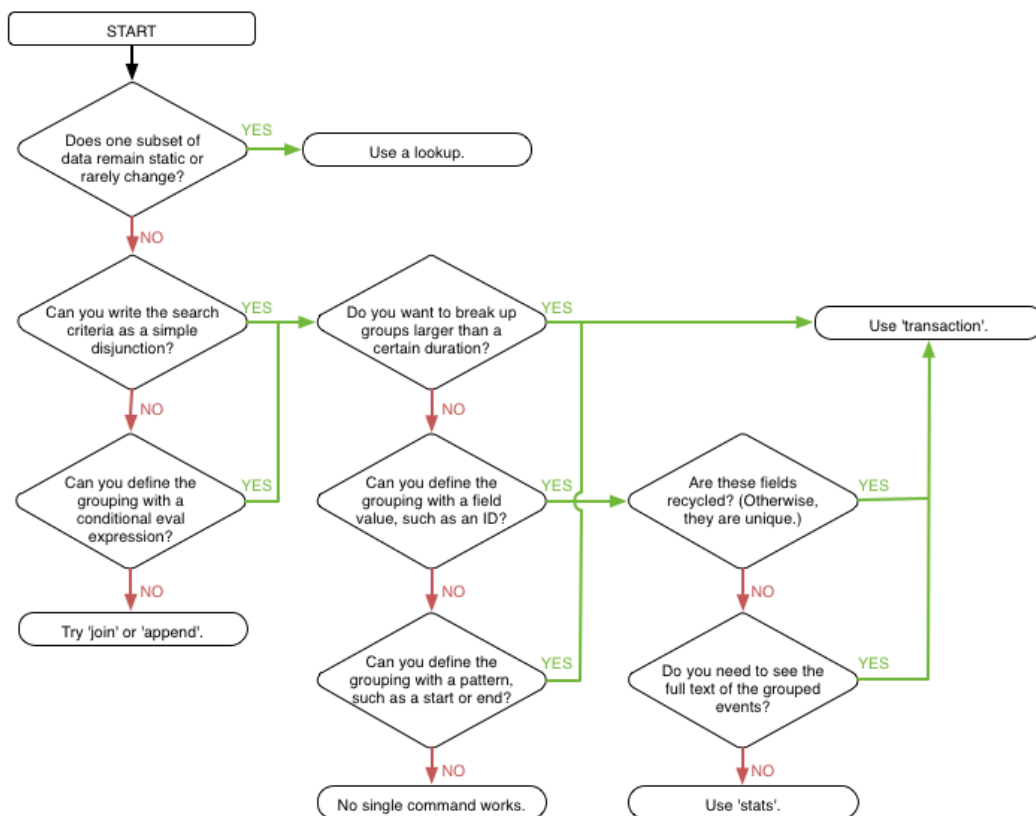 START
Does one subset of
data remain static or
rarely change?
YES
Use a lookup.
NO
Can you write the search
criteria as a simple
disjunction?
YES
Do you want to break up
groups larger than a
certain duration?
YES
Use 'transaction'.
NO
NO
Can you define the
grouping with a
conditional eval
expression?
YES
Can you define the
grouping with a field
value, such as an ID?
YES
Are these fields
recycled? (Otherwise,
they are unique.)
YES
NO
NO
NO
Try 'join' or 'append'.
Can you define the
grouping with a pattern,
such as a start or end?
YES
Do you need to see the
full text of the grouped
events?
YES
NO
NO
No single command works.
Use 'stats'.